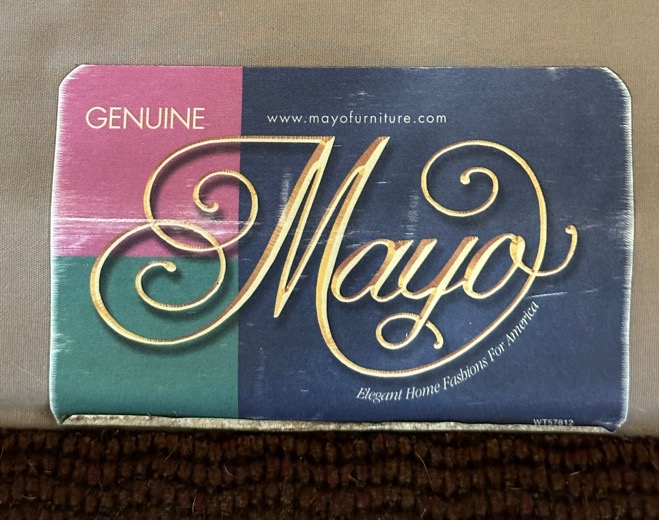 GENUINE
www.mayofurniture.com
Mayo
Elegant Home Fashions For America
WT57812